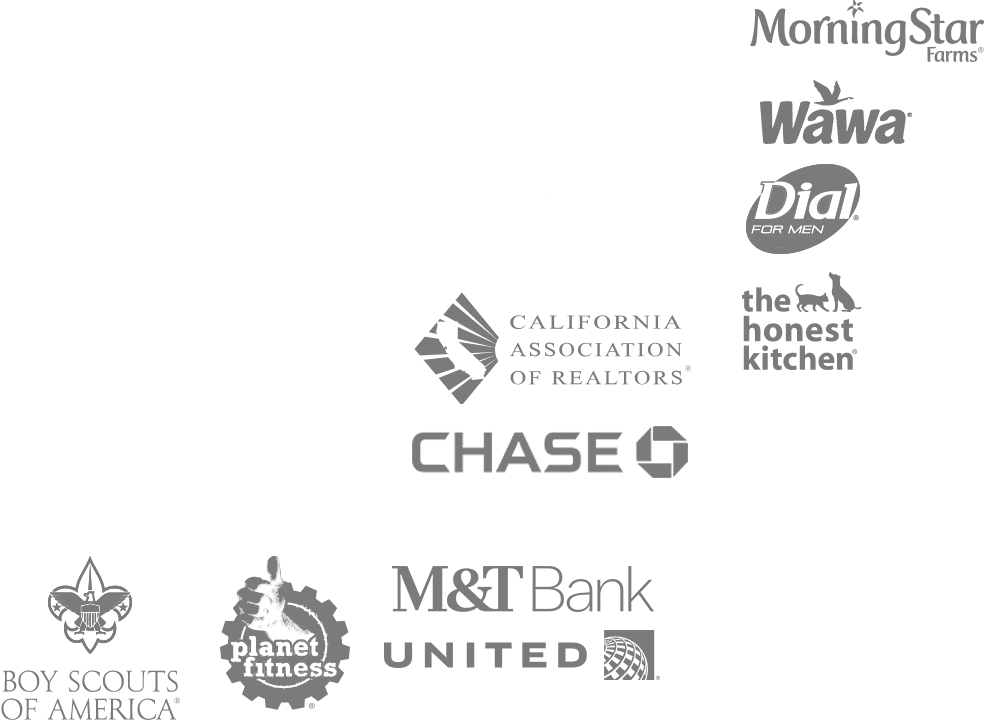 MorningStar
Farms®
Wawa®
Dial®
FOR MEN
the
honest
kitchen®
CALIFORNIA
ASSOCIATION
OF REALTORS®
CHASE
M&T Bank
UNITED
planet
fitness®
BOY SCOUTS
OF AMERICA®